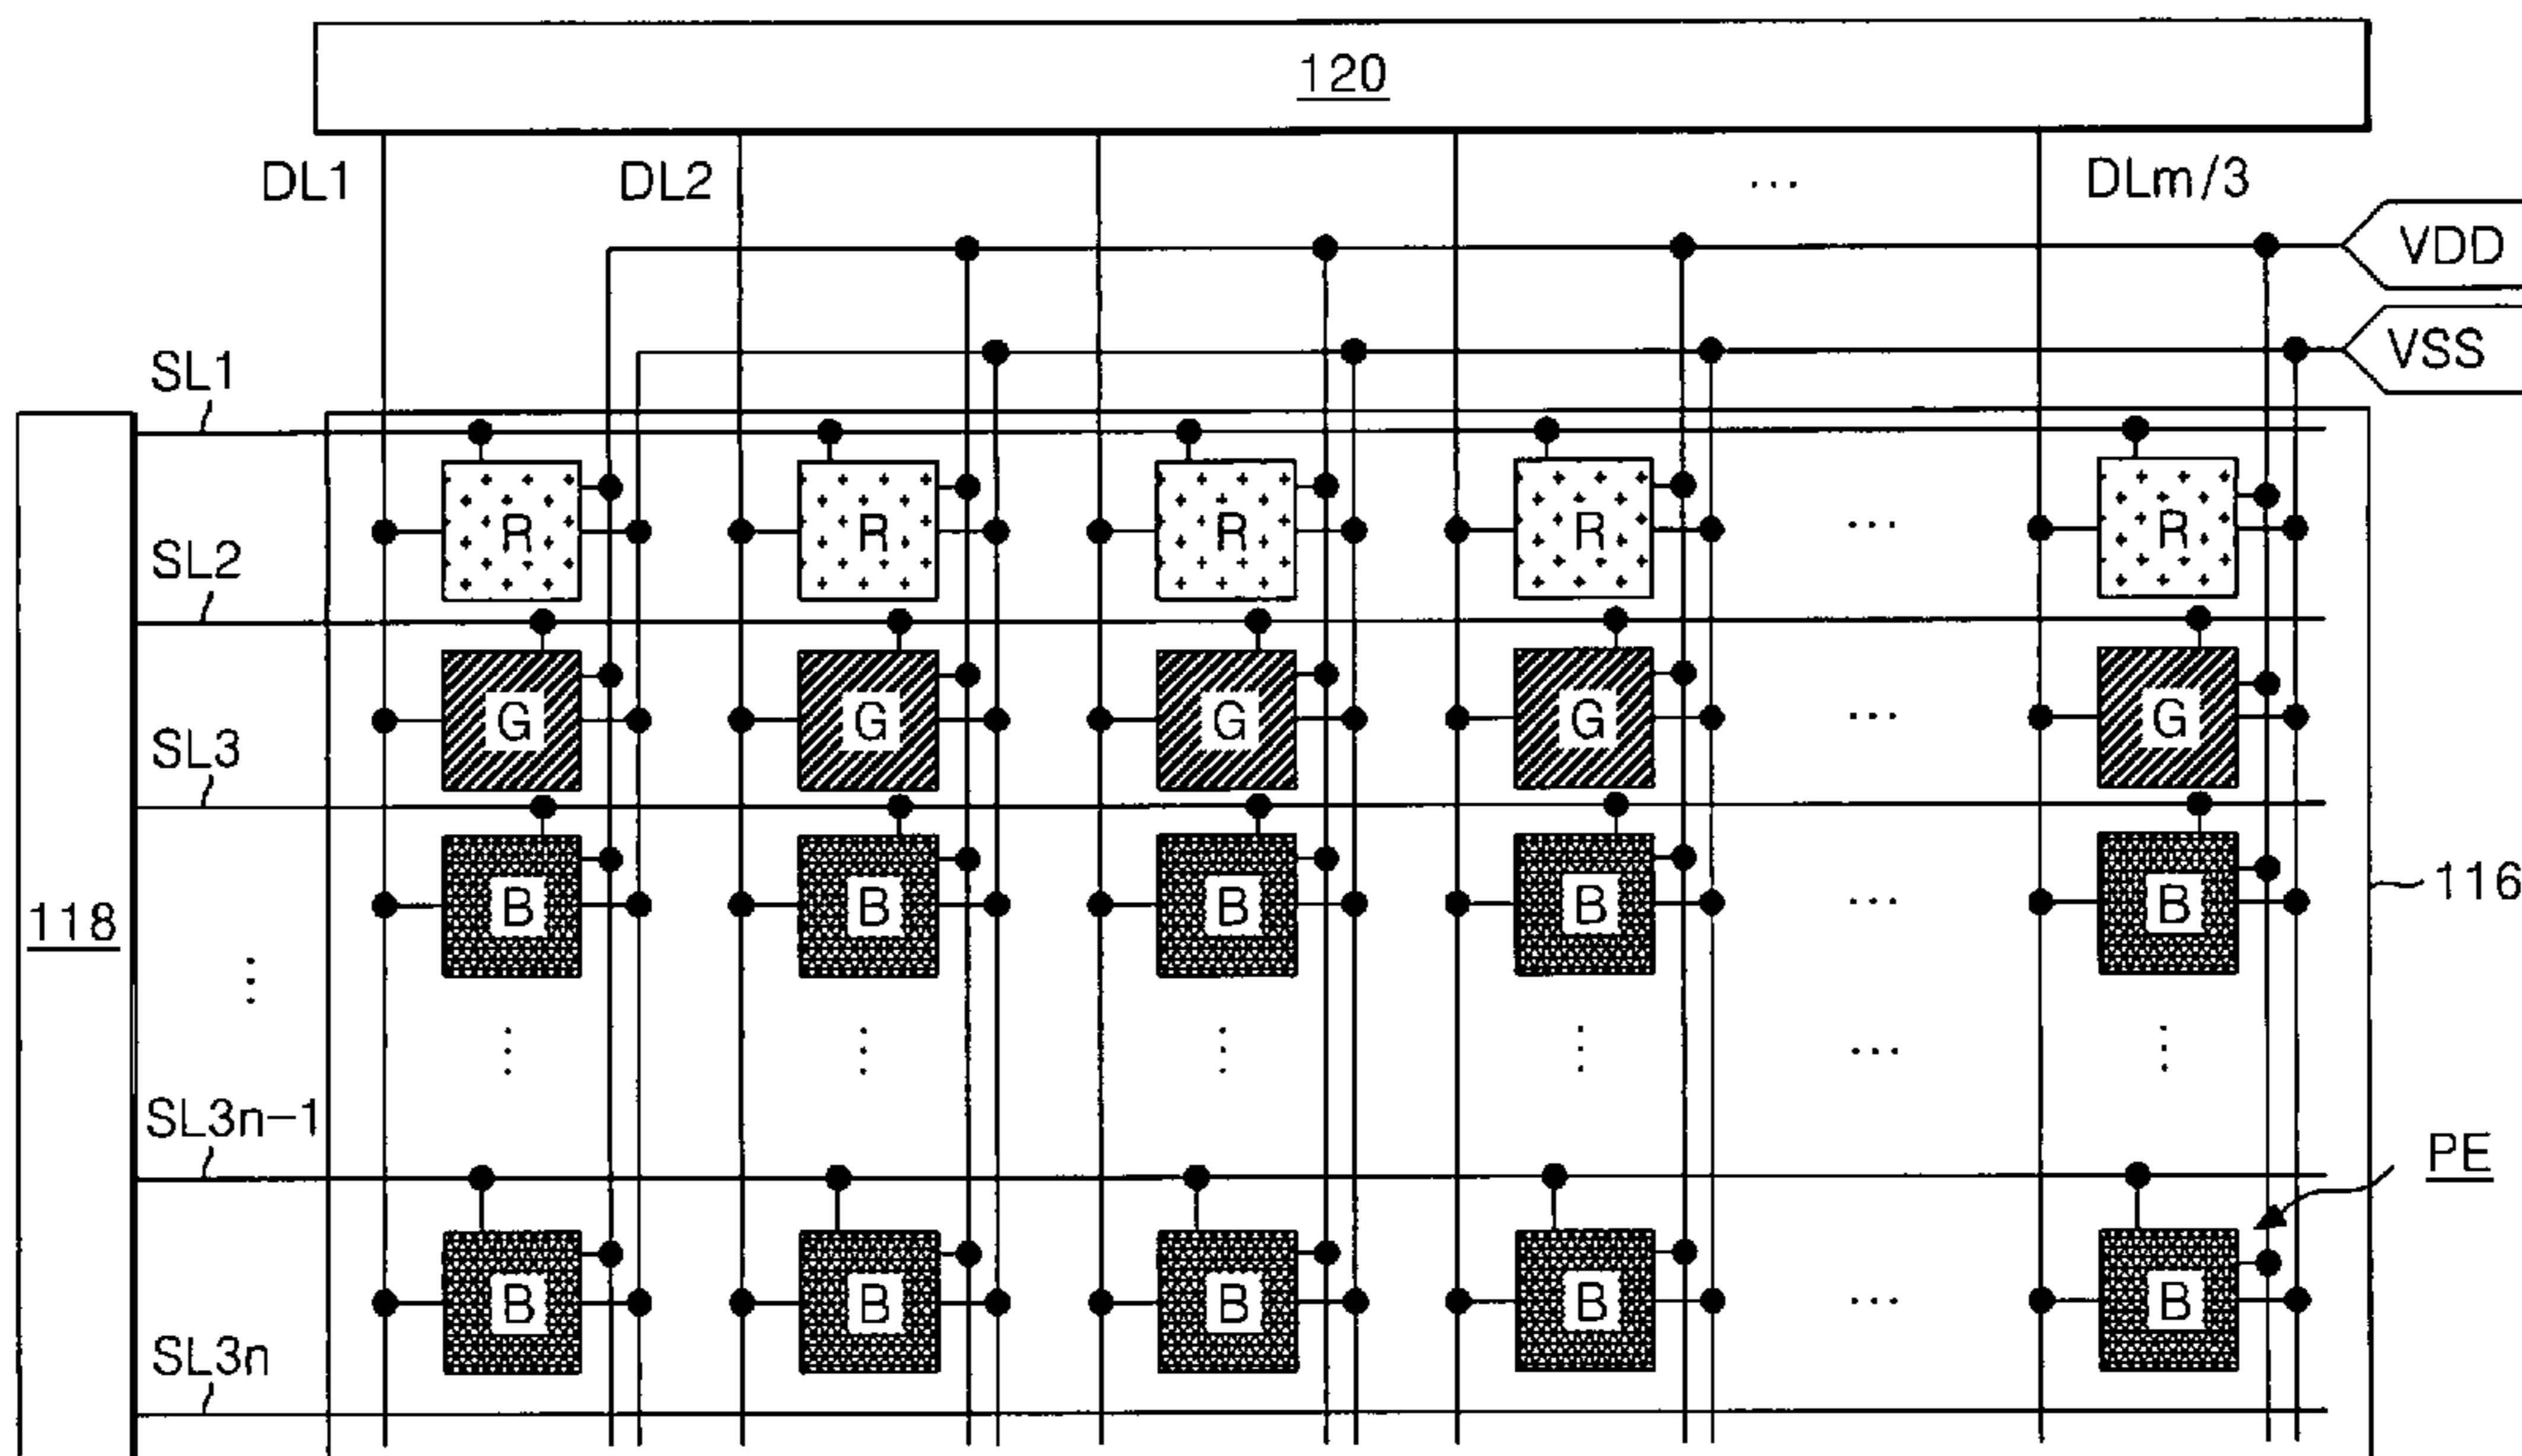 120
DL1 DL2 ... DLm/3
VDD
VSS
SL1
R R R R ... R
SL2
G G G G ... G
SL3
B B B B ... B
116
118
...
SL3n-1
PE
B B B B ... B
SL3n